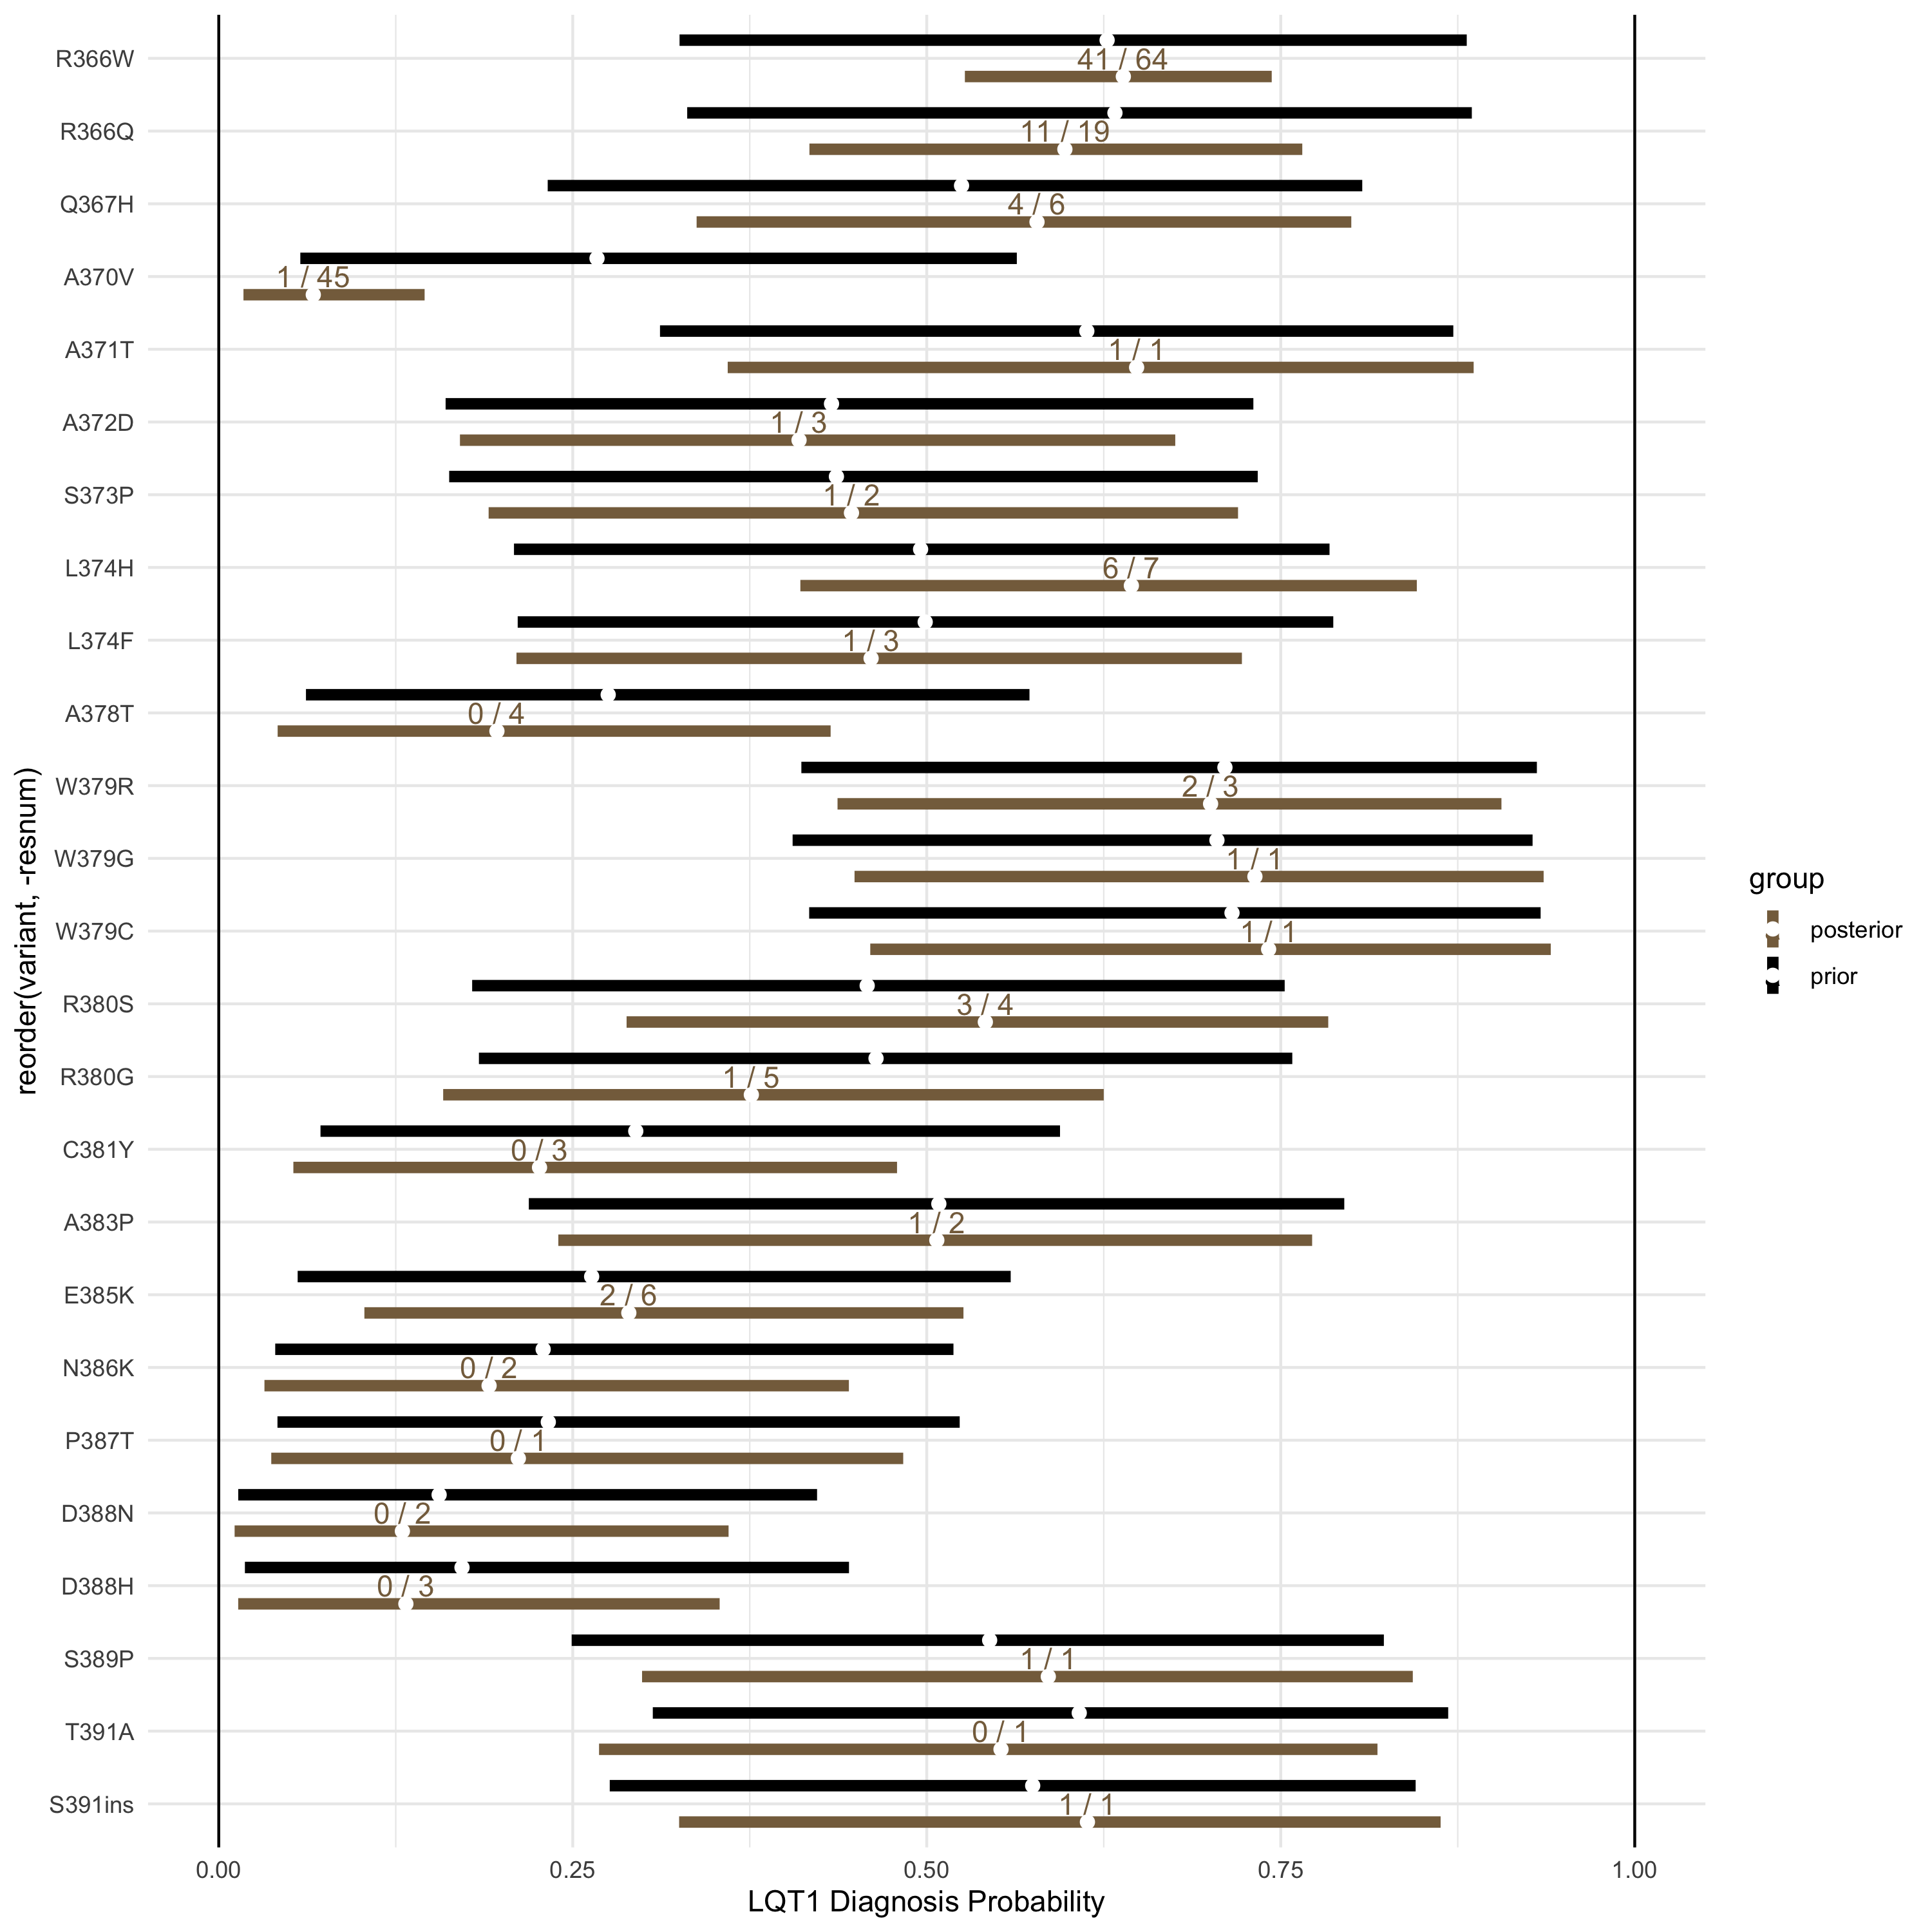 R366W
41 / 64
R366Q
11 / 19
Q367H
4 / 6
A370V
1 / 45
A371T
1 / 1
A372D
1 / 3
S373P
1 / 2
L374H
6 / 7
L374F
1 / 3
A378T
0 / 4
W379R
2 / 3
W379G
1 / 1
W379C
1 / 1
R380S
3 / 4
R380G
1 / 5
C381Y
0 / 3
A383P
1 / 2
E385K
2 / 6
N386K
0 / 2
P387T
0 / 1
D388N
0 / 2
D388H
0 / 3
S389P
1 / 1
T391A
0 / 1
S391ins
1 / 1
reorder(variant, -resnum)
0.00 0.25 0.50 0.75 1.00
LQT1 Diagnosis Probability
group
posterior
prior